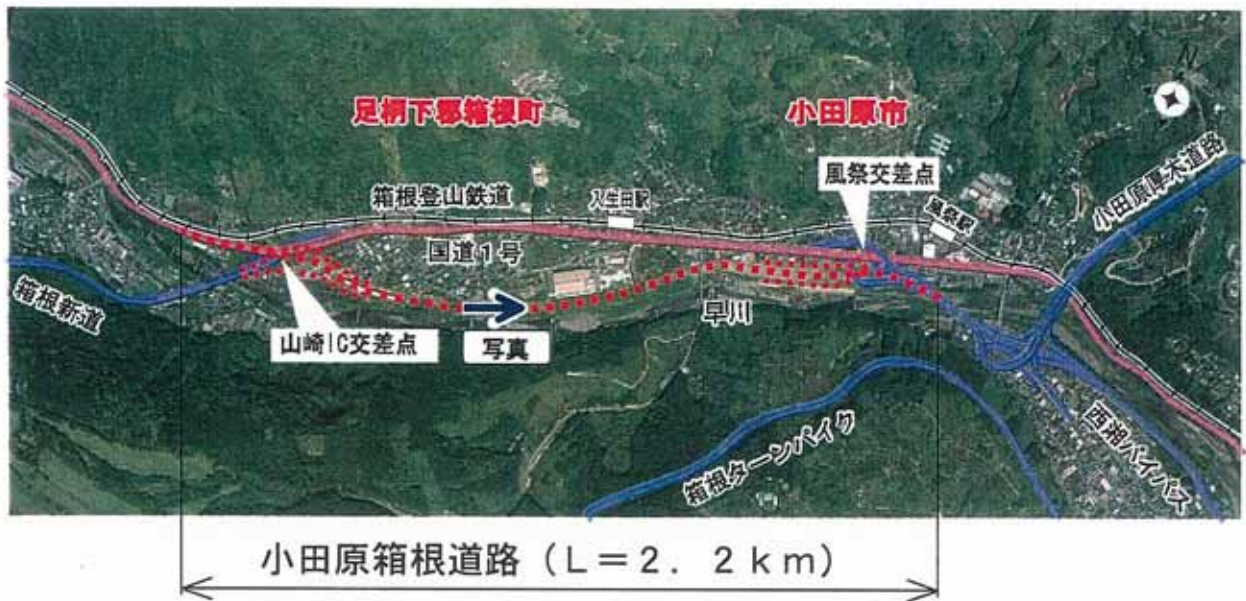 足柄下郡箱根町
小田原市
N
風祭交差点
小田原厚木道路
箱根登山鉄道
入生田駅
風祭駅
国道1号
箱根新道
山崎IC交差点
写真
早川
箱根ターンパイク
西湘バイパス
小田原箱根道路（L＝2．2km）